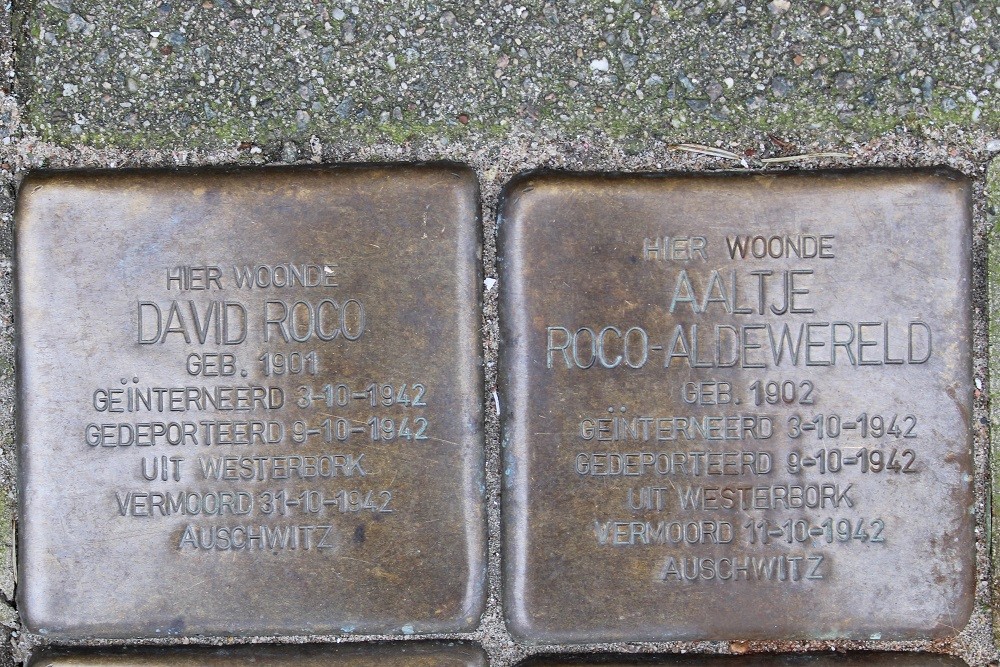 HIER WOONDE
DAVID ROCO
GEB. 1901
GEÏNTERNEERD 3-10-1942
GEDEPORTEERD 9-10-1942
UIT WESTERBORK
VERMOORD 31-10-1942
AUSCHWITZ
HIER WOONDE
AALTJE
ROCO-ALDEWERELD
GEB. 1902
GEÏNTERNEERD 3-10-1942
GEDEPORTEERD 9-10-1942
UIT WESTERBORK
VERMOORD 11-10-1942
AUSCHWITZ